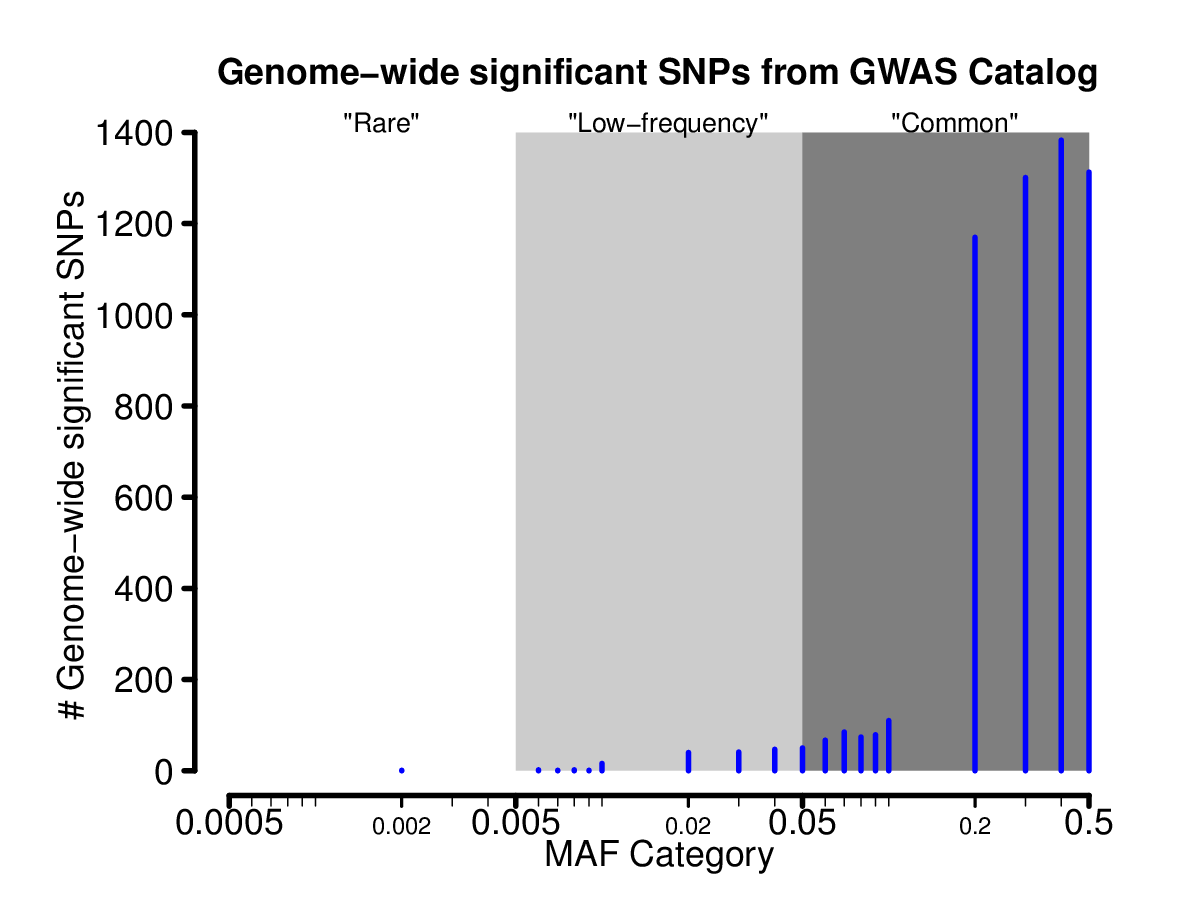 Genome−wide significant SNPs from GWAS Catalog
"Rare" "Low−frequency" "Common"
# Genome−wide significant SNPs
1400
1200
1000
800
600
400
200
0
0.0005 0.002 0.005 0.02 0.05 0.2 0.5
MAF Category